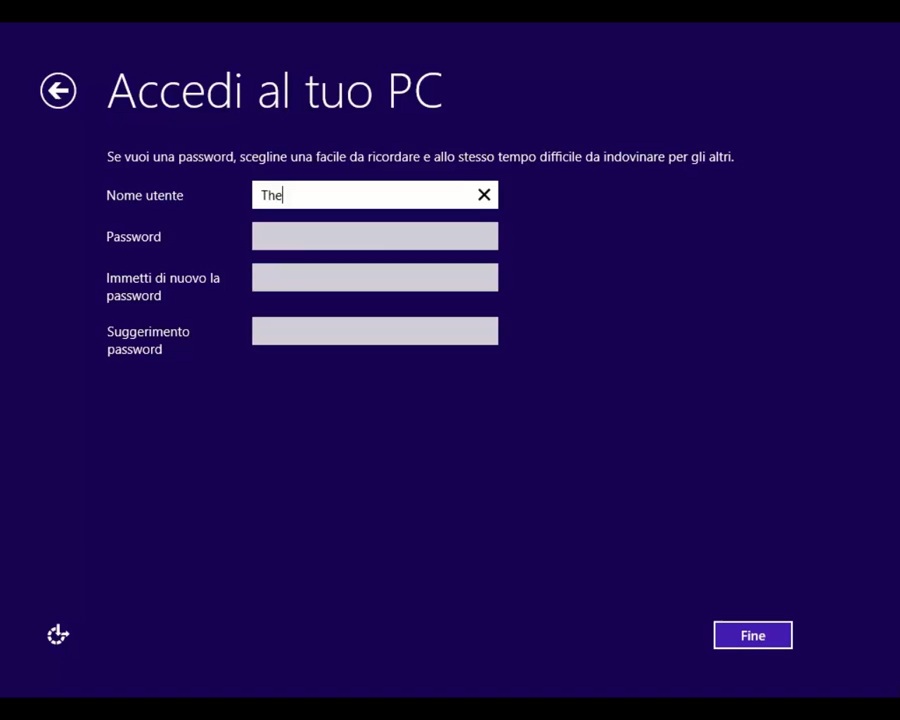 Accedi al tuo PC
Se vuoi una password, scegline una facile da ricordare e allo stesso tempo difficile da indovinare per gli altri.
Nome utente
The
Password
Immetti di nuovo la
password
Suggerimento
password
Fine